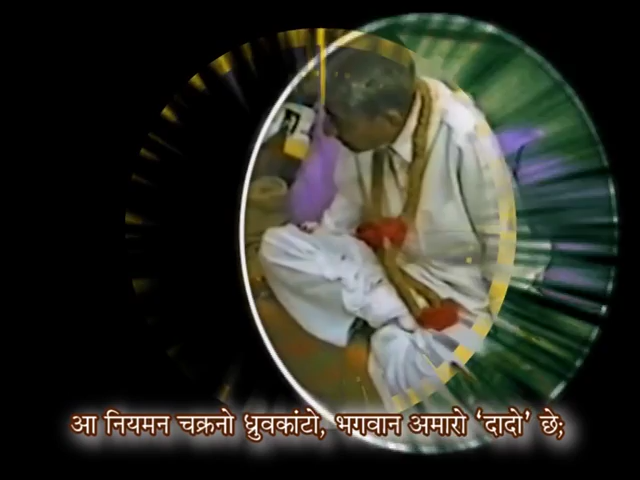 आ नियमन चक्रनो ध्रुवकांटो, भगवान अमारो ‘दादो’ छे;